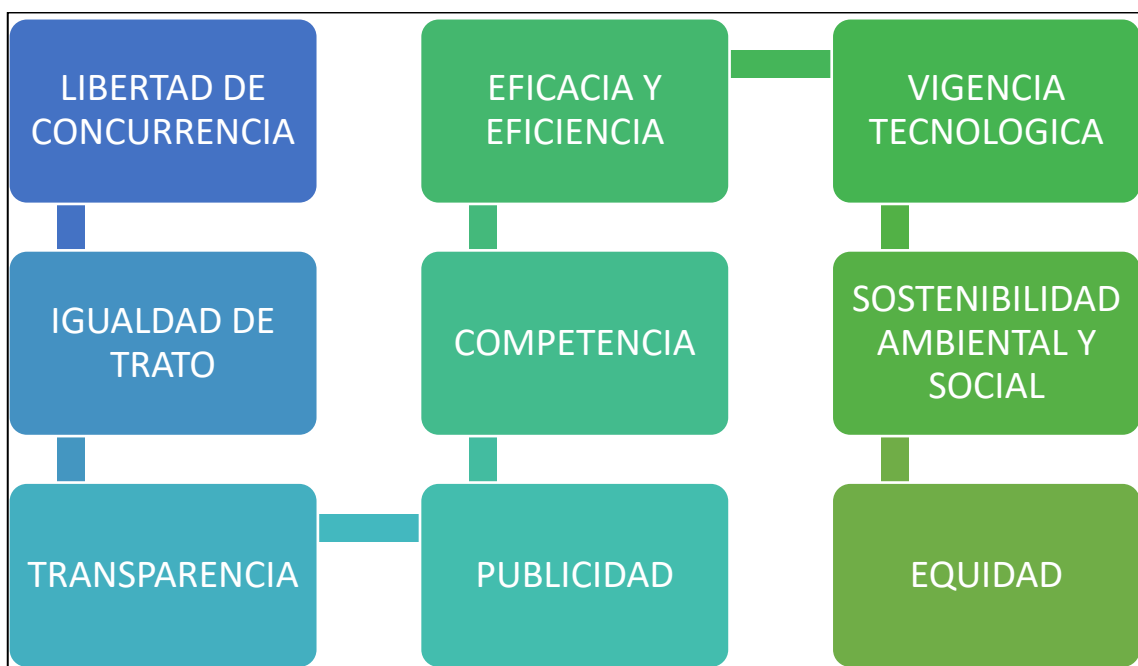 LIBERTAD DE
CONCURRENCIA
IGUALDAD DE
TRATO
TRANSPARENCIA
PUBLICIDAD
COMPETENCIA
EFICACIA Y
EFICIENCIA
VIGENCIA
TECNOLOGICA
SOSTENIBILIDAD
AMBIENTAL Y
SOCIAL
EQUIDAD